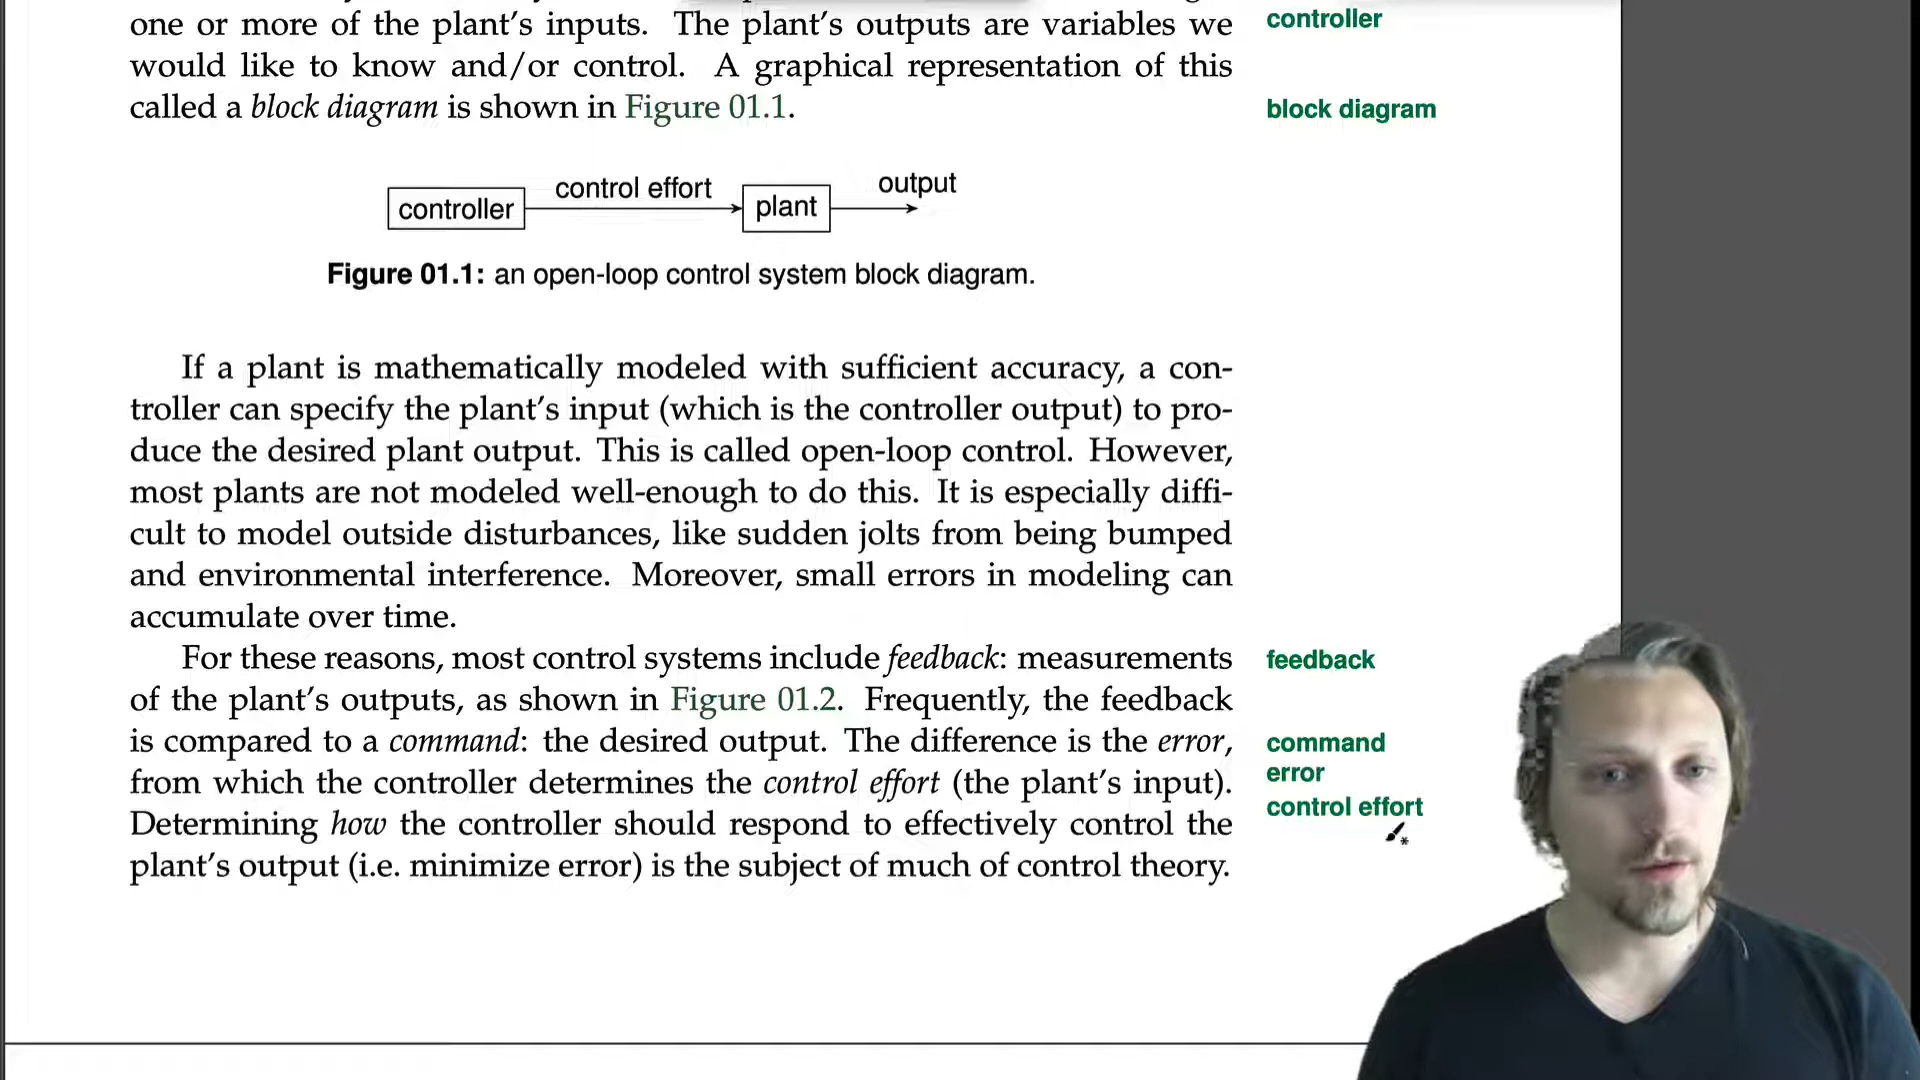 one or more of the plant's inputs. The plant's outputs are variables we
controller
would like to know and/or control. A graphical representation of this
called a block diagram is shown in Figure 01.1.
block diagram
controller
control effort
plant
output
Figure 01.1: an open-loop control system block diagram.
If a plant is mathematically modeled with sufficient accuracy, a con-
troller can specify the plant's input (which is the controller output) to pro-
duce the desired plant output. This is called open-loop control. However,
most plants are not modeled well-enough to do this. It is especially diffi-
cult to model outside disturbances, like sudden jolts from being bumped
and environmental interference. Moreover, small errors in modeling can
accumulate over time.
For these reasons, most control systems include feedback: measurements
feedback
of the plant's outputs, as shown in Figure 01.2. Frequently, the feedback
is compared to a command: the desired output. The difference is the error,
command
error
from which the controller determines the control effort (the plant's input).
control effort
Determining how the controller should respond to effectively control the
plant's output (i.e. minimize error) is the subject of much of control theory.